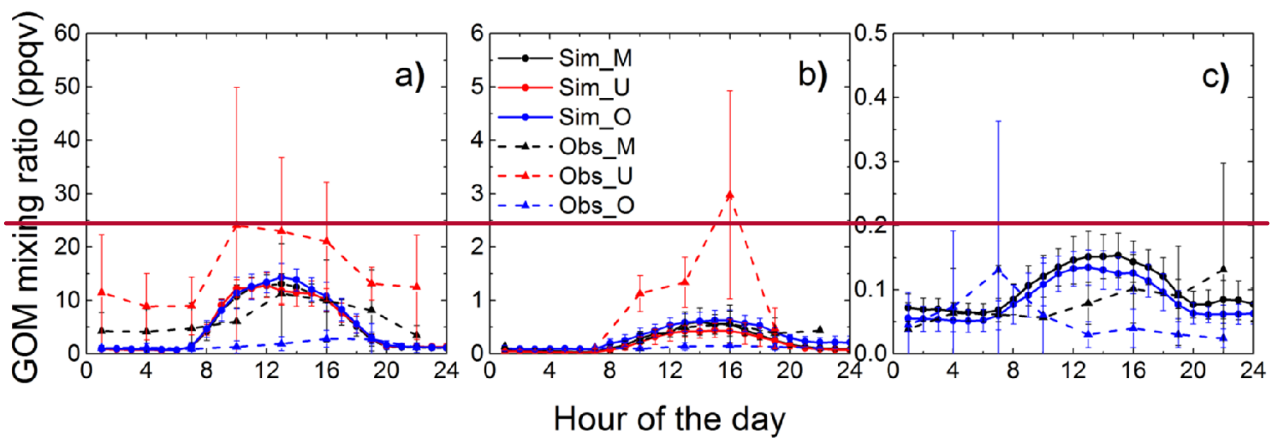 GOM mixing ratio (ppqv)
60
50
40
30
20
10
0
0 4 8 12 16 20 24
a)
6
5
4
3
2
1
0
0 4 8 12 16 20 24
b)
Sim_M
Sim_U
Sim_O
Obs_M
Obs_U
Obs_O
0.5
0.4
0.3
0.2
0.1
0.0
0 4 8 12 16 20 24
c)
Hour of the day